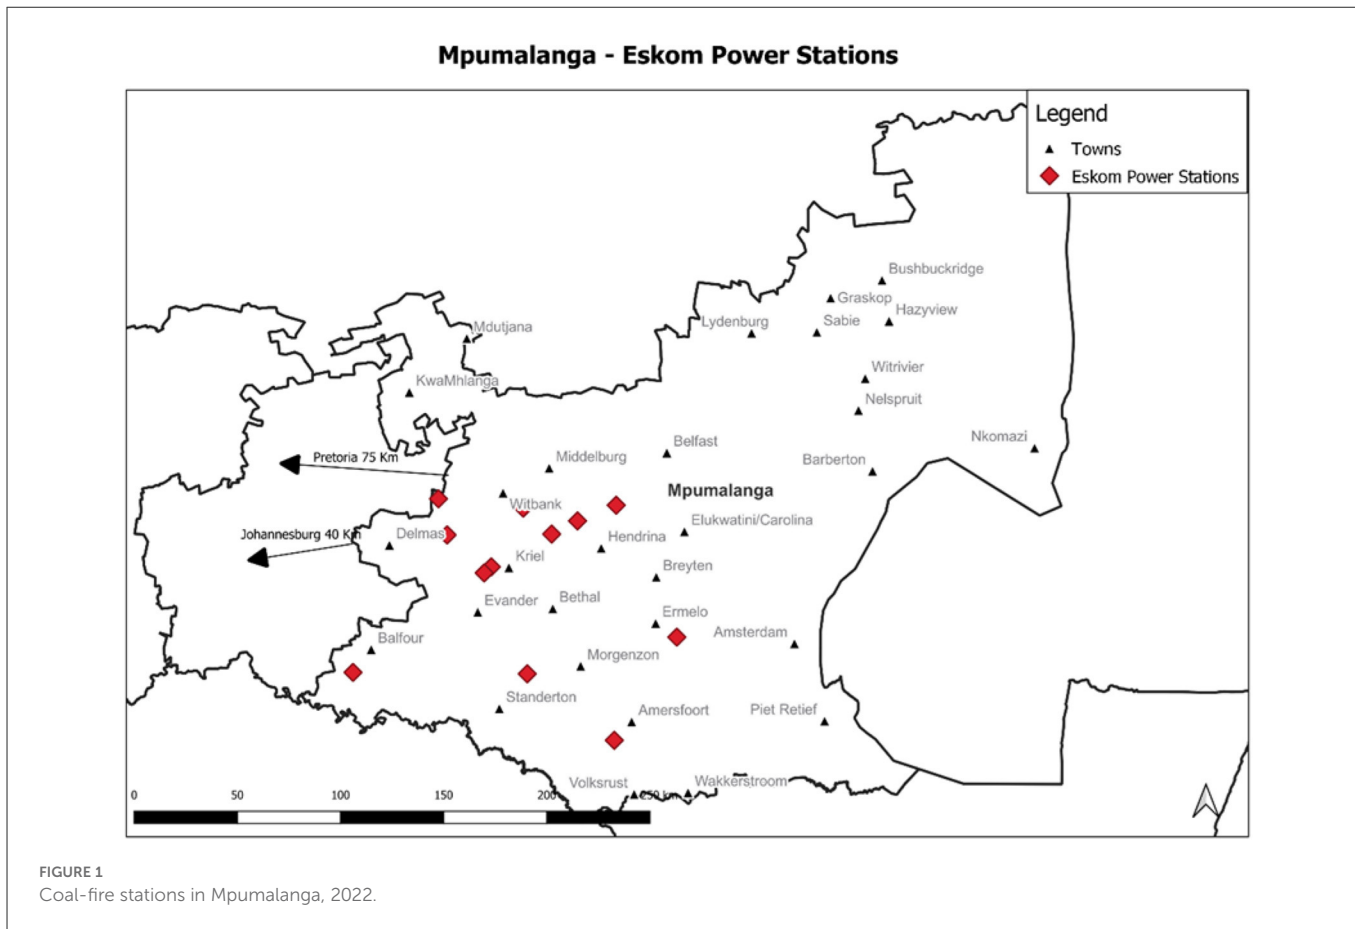 Mpumalanga - Eskom Power Stations
Legend
Towns
Eskom Power Stations
Bushbuckridge
Graskop
Hazyview
Lydenburg
Sabie
Mdutjana
Witrivier
KwaMhlanga
Nelspruit
Nkomazi
Belfast
Barberton
Pretoria 75 Km
Middelburg
Mpumalanga
Witbank
Elukwatini/Carolina
Johannesburg 40 Km
Delmas
Hendrina
Kriel
Breyten
Evander
Bethal
Ermelo
Amsterdam
Balfour
Morgenzon
Standerton
Amersfoort
Piet Retief
Volksrust
Wakkerstroom
0 50 100 150 200 250 km
FIGURE 1
Coal-fire stations in Mpumalanga, 2022.